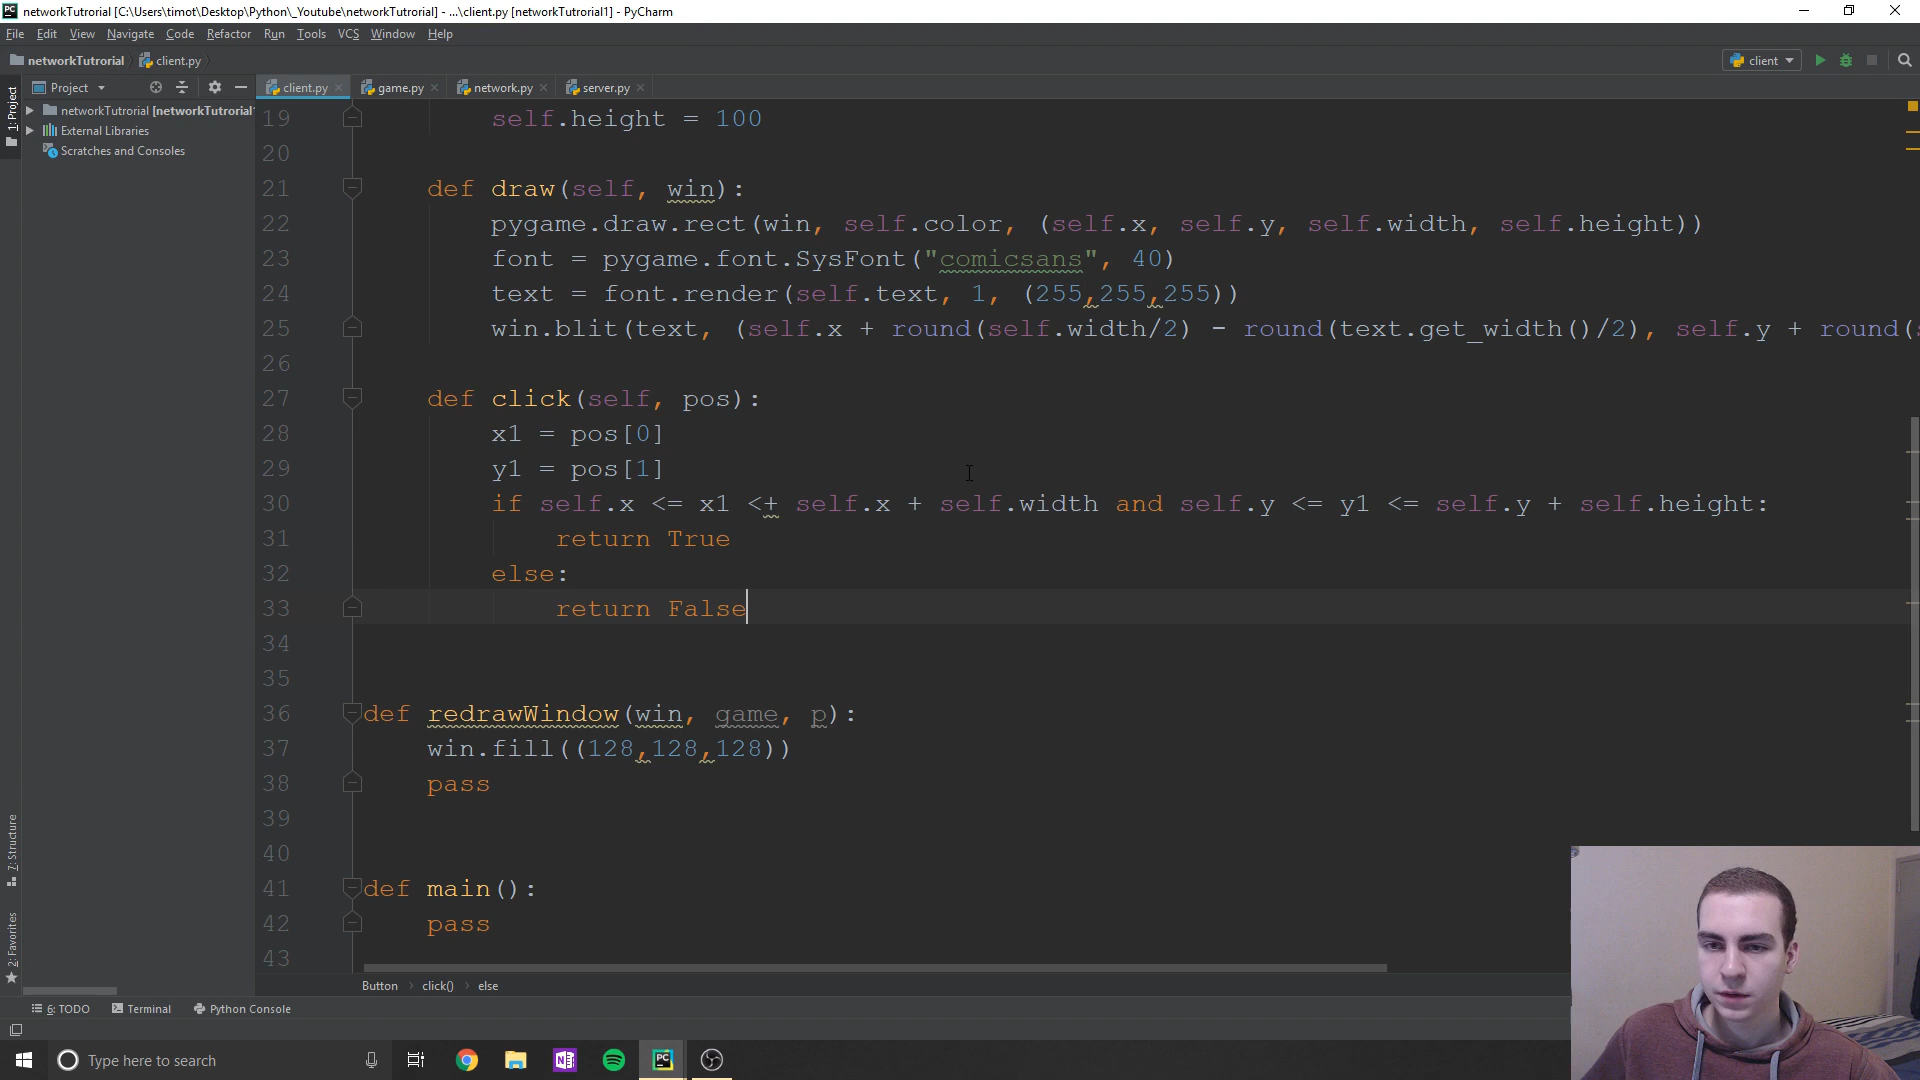 networkTutorial [C:\Users\timot\Desktop\Python\_Youtube\networkTutorial] - ...\client.py [networkTutorial1] - PyCharm
File Edit View Navigate Code Refactor Run Tools VCS Window Help
networkTutrorial client.py client
1: Project
Project client.py game.py network.py server.py
networkTutrorial [networkTutrorial1
External Libraries
Scratches and Consoles
19 self.height = 100
20
21 def draw(self, win):
22 pygame.draw.rect(win, self.color, (self.x, self.y, self.width, self.height))
23 font = pygame.font.SysFont("comicsans", 40)
24 text = font.render(self.text, 1, (255,255,255))
25 win.blit(text, (self.x + round(self.width/2) - round(text.get_width()/2), self.y + round(
26
27 def click(self, pos):
28 x1 = pos[0]
29 y1 = pos[1]
30 if self.x <= x1 <+ self.x + self.width and self.y <= y1 <= self.y + self.height:
31 return True
32 else:
33 return False
34
35
36 def redrawWindow(win, game, p):
37 win.fill((128,128,128))
38 pass
39
40
41 def main():
42 pass
43
7: Structure
2: Favorites
Button click() else
6: TODO Terminal Python Console
Type here to search